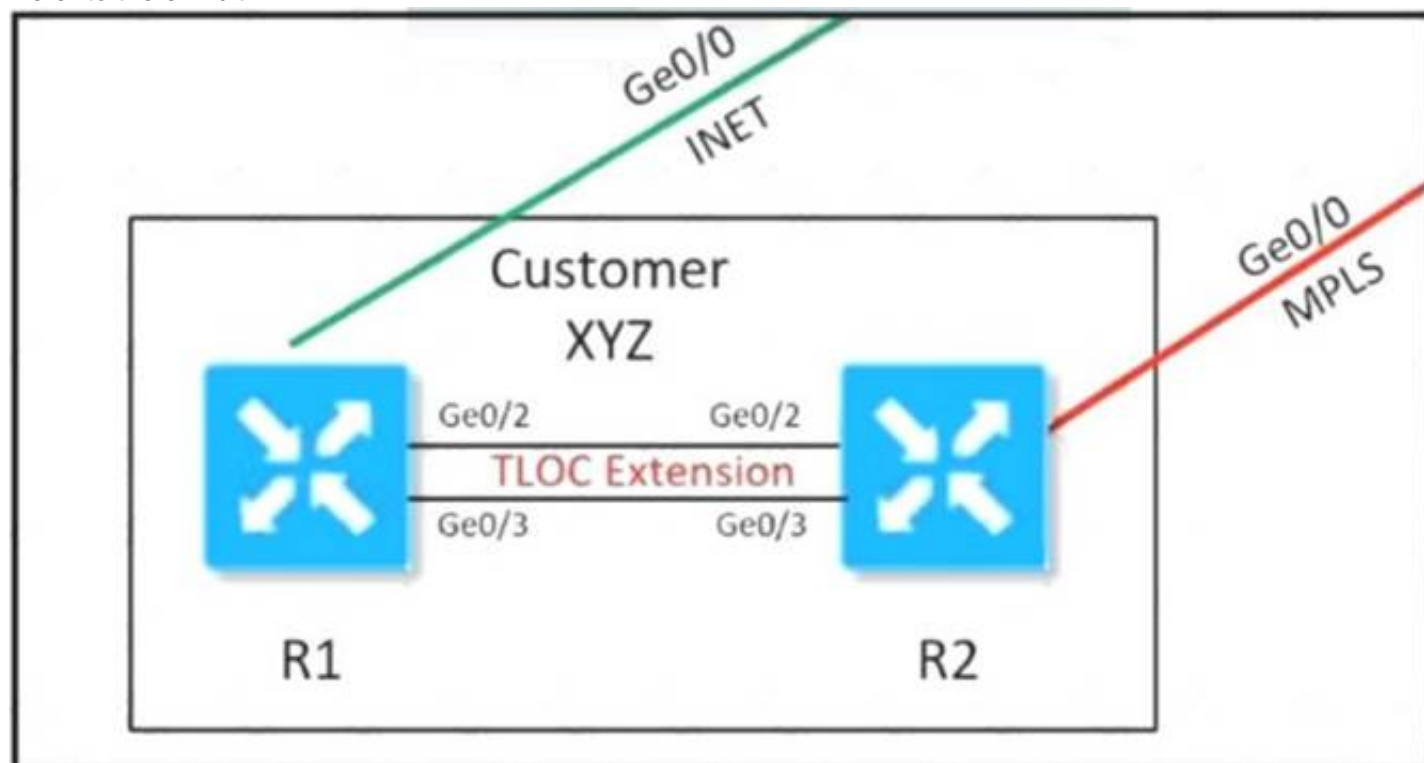 Ge0/0
INET
Ge0/0
MPLS
Customer
XYZ
Ge0/2
Ge0/2
TLOC Extension
Ge0/3
Ge0/3
R1
R2